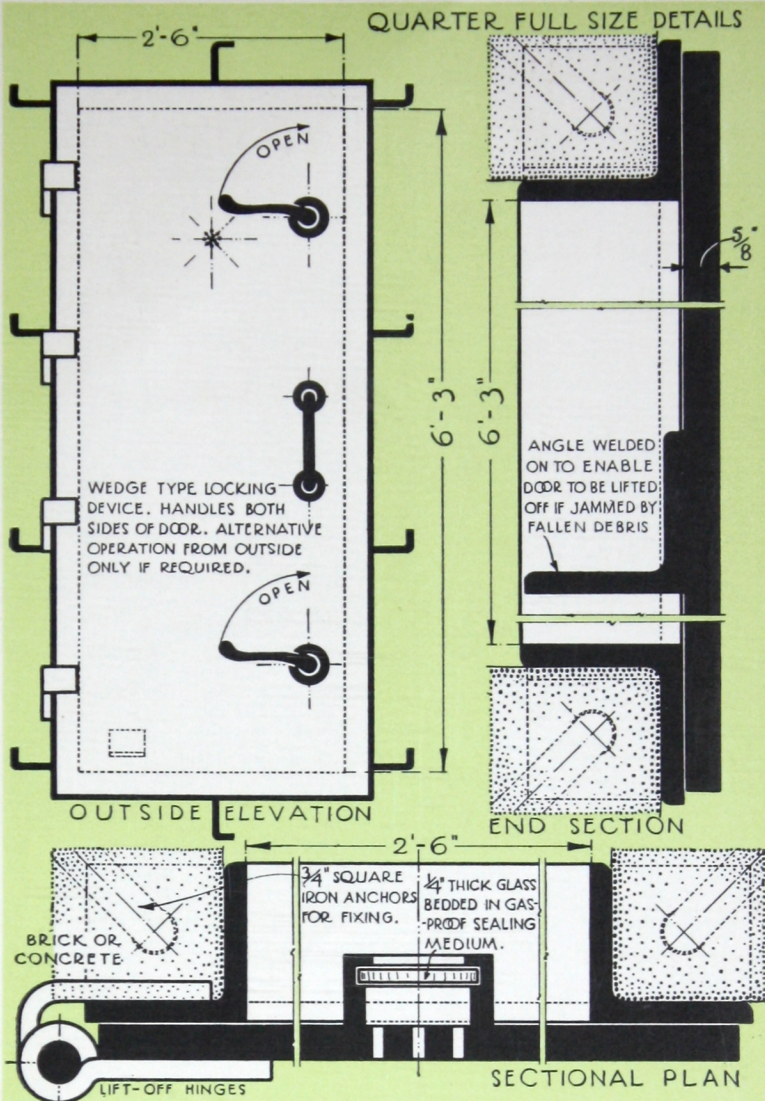 QUARTER FULL SIZE DETAILS
2'-6"
OPEN
5/8"
6'-3"
6'-3"
ANGLE WELDED
ON TO ENABLE
DOOR TO BE LIFTED
OFF IF JAMMED BY
FALLEN DEBRIS
WEDGE TYPE LOCKING
DEVICE. HANDLES BOTH
SIDES OF DOOR. ALTERNATIVE
OPERATION FROM OUTSIDE
ONLY IF REQUIRED.
OPEN
OUTSIDE ELEVATION
END SECTION
2'-6"
3/4" SQUARE
IRON ANCHORS
FOR FIXING.
1/4" THICK GLASS
BEDDED IN GAS-
-PROOF SEALING
MEDIUM.
BRICK OR
CONCRETE
LIFT-OFF HINGES
SECTIONAL PLAN